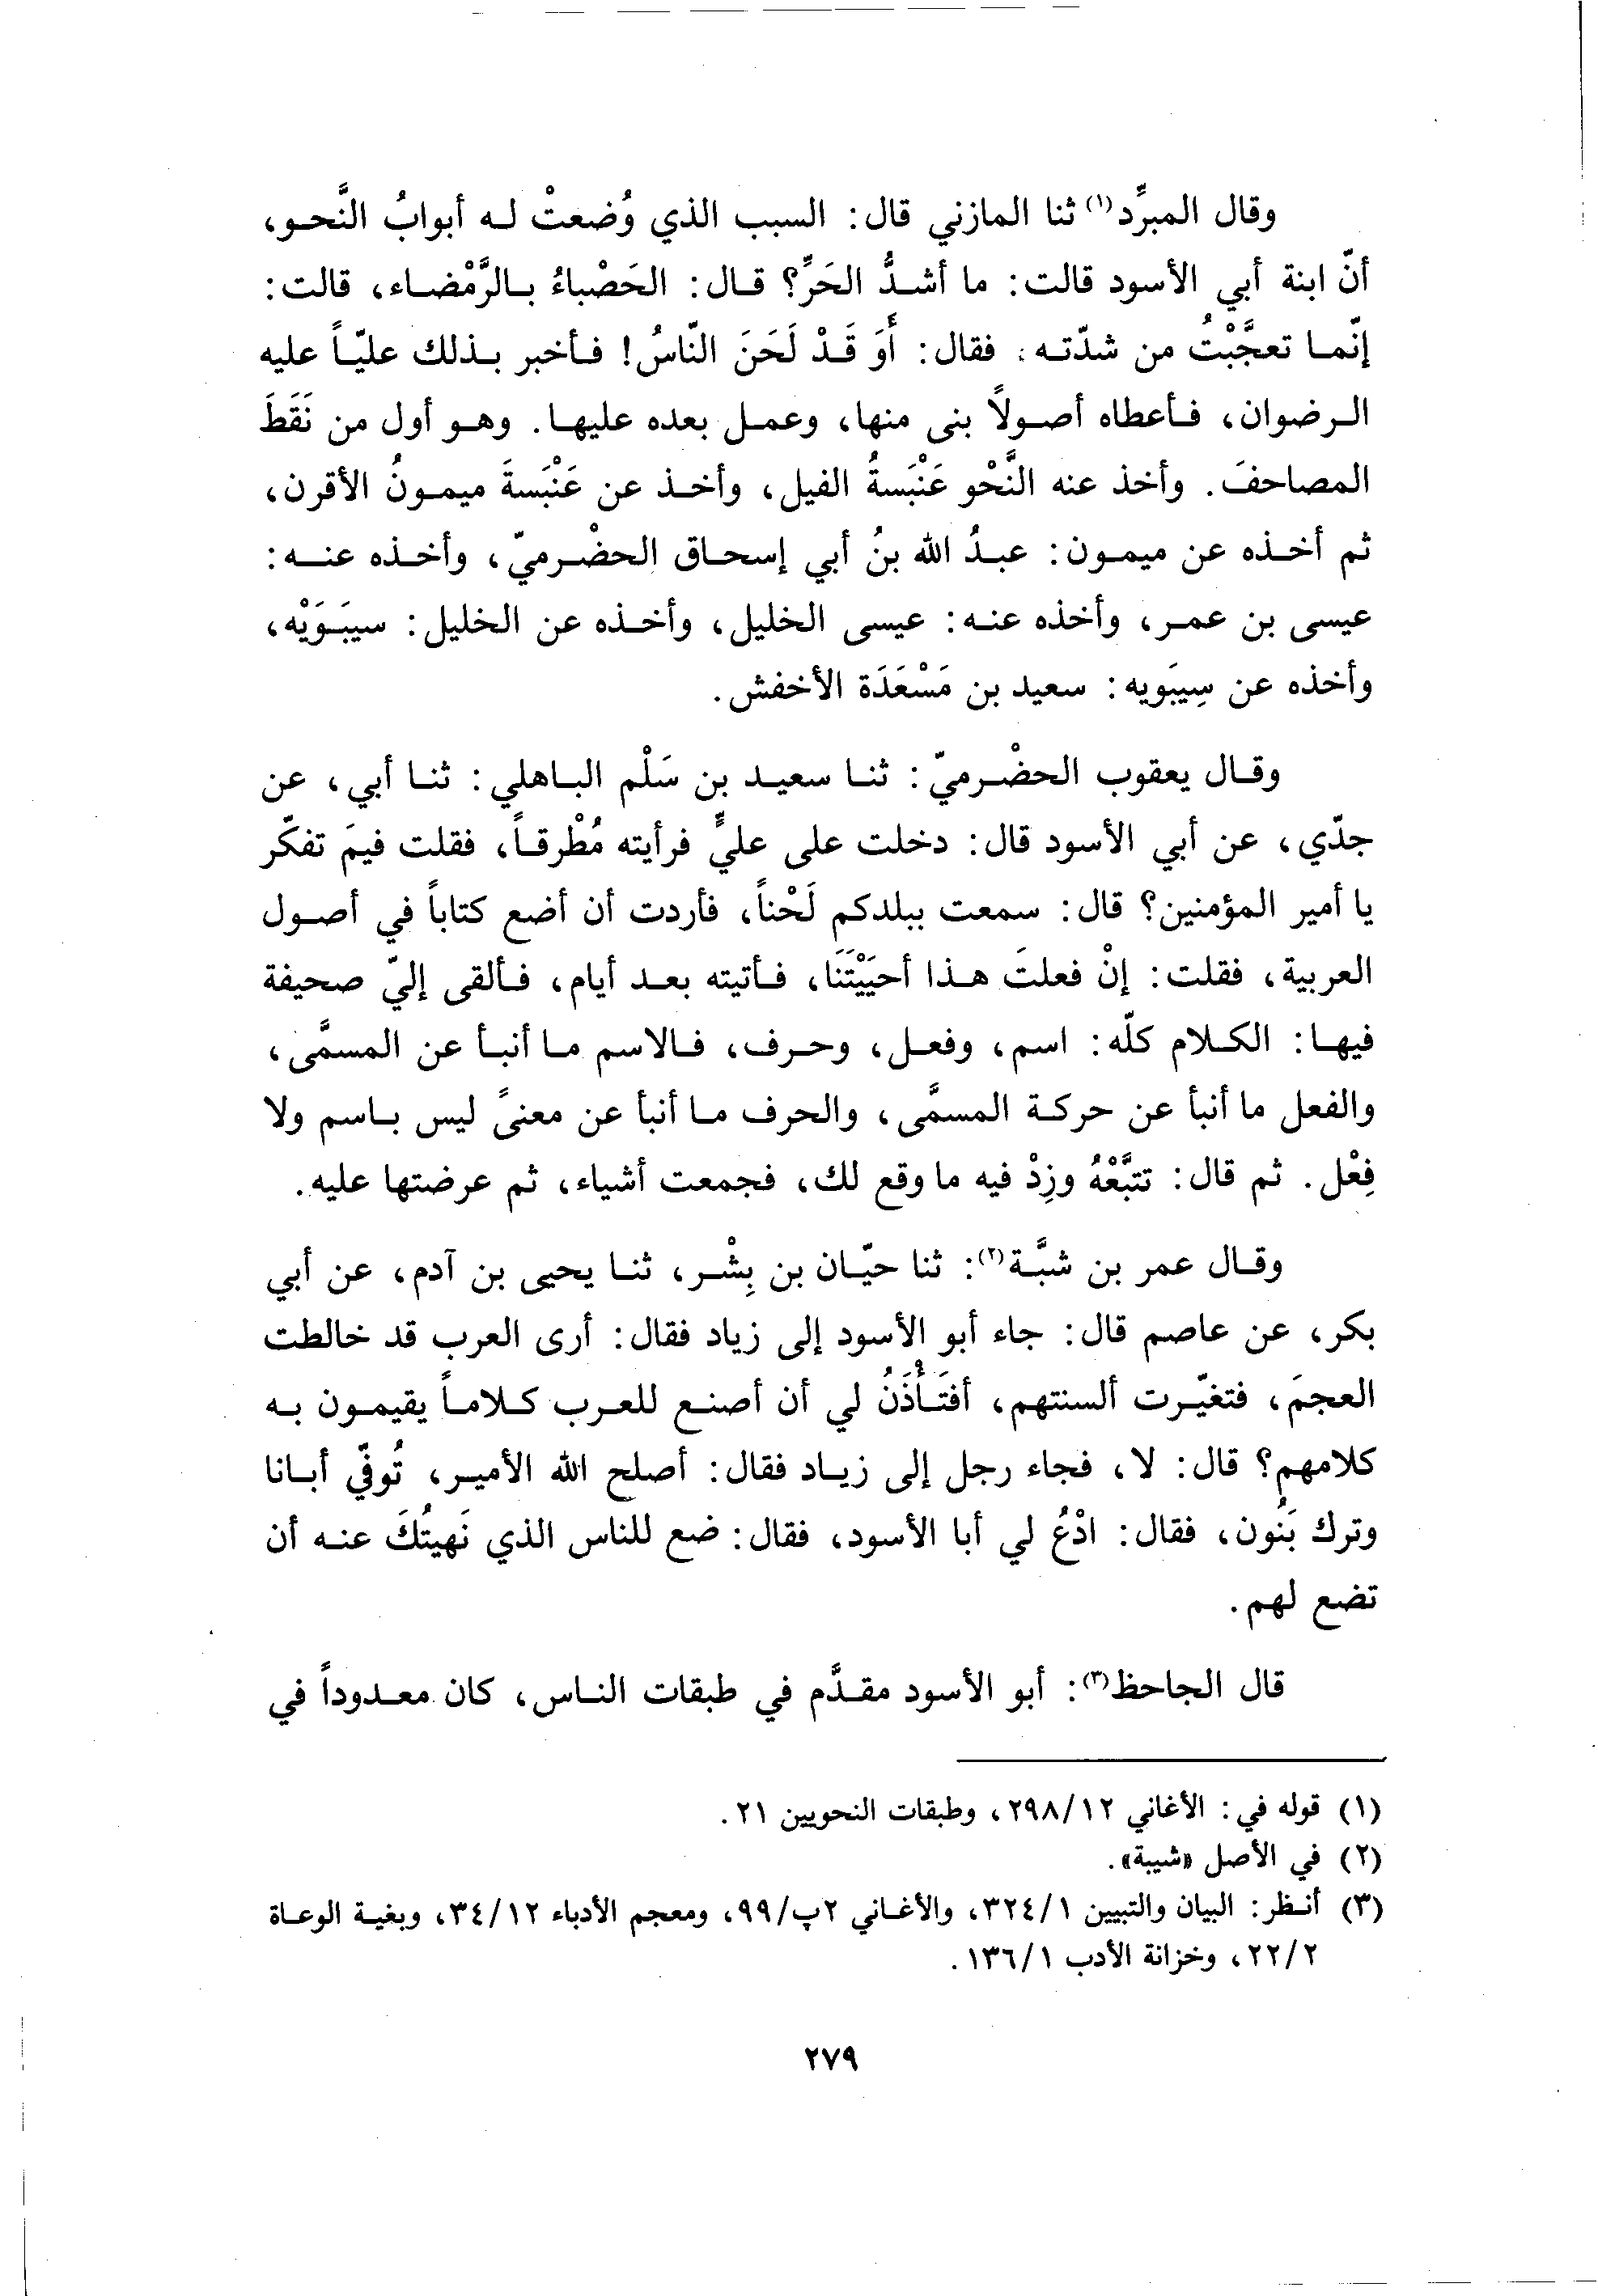 وقال المبرِّد(١) ثنا المازني قال: السبب الذي وُضعتْ له أبوابُ النَّحو،
أنّ ابنة أبي الأسود قالت: ما أشدُّ الحَرِّ؟ قال: الحَصْباءُ بالرَّمْضاء، قالت:
إنّما تعجَّبْتُ من شدّته، فقال: أَوَ قَدْ لَحَنَ النّاسُ! فأخبر بذلك عليّاً عليه
الرضوان، فأعطاه أصولاً بنى منها، وعمل بعده عليها. وهو أول من نَقَطَ
المصاحفَ. وأخذ عنه النَّحْو عَنْبَسةُ الفيل، وأخذ عن عَنْبَسةَ ميمونُ الأقرن،
ثم أخذه عن ميمون: عبدُ الله بنُ أبي إسحاق الحضْرميّ، وأخذه عنه:
عيسى بن عمر، وأخذه عنه: عيسى الخليل، وأخذه عن الخليل: سيبَوَيْه،
وأخذه عن سِيبَويه: سعيد بن مَسْعَدَة الأخفش.
وقال يعقوب الحضْرميّ: ثنا سعيد بن سَلْم الباهلي: ثنا أبي، عن
جدّي، عن أبي الأسود قال: دخلت على عليٍّ فرأيته مُطْرقاً، فقلت فيمَ تفكّر
يا أمير المؤمنين؟ قال: سمعت ببلدكم لَحْناً، فأردت أن أضع كتاباً في أصول
العربية، فقلت: إنْ فعلتَ هذا أحيَيْتَنَا، فأتيته بعد أيام، فألقى إليّ صحيفة
فيها: الكلام كلّه: اسم، وفعل، وحرف، فالاسم ما أنبأ عن المسمَّى،
والفعل ما أنبأ عن حركة المسمَّى، والحرف ما أنبأ عن معنىً ليس باسم ولا
فِعْل. ثم قال: تتبَّعْهُ وزِدْ فيه ما وقع لك، فجمعت أشياء، ثم عرضتها عليه.
وقال عمر بن شبَّة(٢): ثنا حيّان بن بِشْر، ثنا يحيى بن آدم، عن أبي
بكر، عن عاصم قال: جاء أبو الأسود إلى زياد فقال: أرى العرب قد خالطت
العجمَ، فتغيّرت ألسنتهم، أفتَأْذَنُ لي أن أصنع للعرب كلاماً يقيمون به
كلامهم؟ قال: لا، فجاء رجل إلى زياد فقال: أصلح الله الأمير، تُوفّي أبانا
وترك بَنُون، فقال: ادْعُ لي أبا الأسود، فقال: ضع للناس الذي نَهيتُكَ عنه أن
تضع لهم.
قال الجاحظ(٣): أبو الأسود مقدَّم في طبقات الناس، كان معدوداً في
(١) قوله في: الأغاني ٢٩٨/١٢، وطبقات النحويين ٢١.
(٢) في الأصل «شيبة».
(٣) أنظر: البيان والتبيين ٣٢٤/١، والأغاني ٢پ/٩٩، ومعجم الأدباء ٣٤/١٢، وبغية الوعاة
٢٢/٢، وخزانة الأدب ١٣٦/١.
٢٧٩